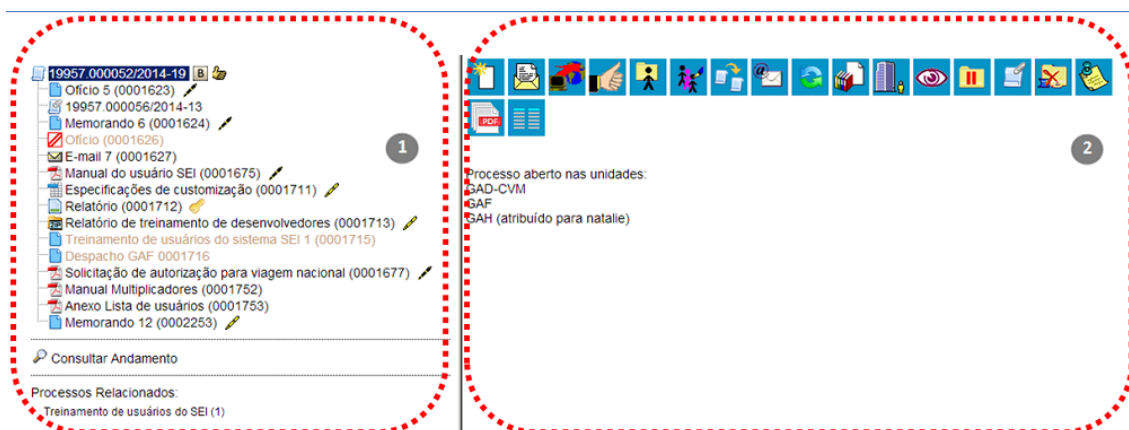 19957.000052/2014-19 B
Ofício 5 (0001623)
19957.000056/2014-13
Memorando 6 (0001624)
Ofício (0001626)
E-mail 7 (0001627)
Manual do usuário SEI (0001675)
Especificações de customização (0001711)
Relatório (0001712)
Relatório de treinamento de desenvolvedores (0001713)
Treinamento de usuários do sistema SEI 1 (0001715)
Despacho GAF 0001716
Solicitação de autorização para viagem nacional (0001677)
Manual Multiplicadores (0001752)
Anexo Lista de usuários (0001753)
Memorando 12 (0002253)
Consultar Andamento
Processos Relacionados:
Treinamento de usuários do SEI (1)
1
PDF
2
Processo aberto nas unidades:
GAD-CVM
GAF
GAH (atribuído para natalie)